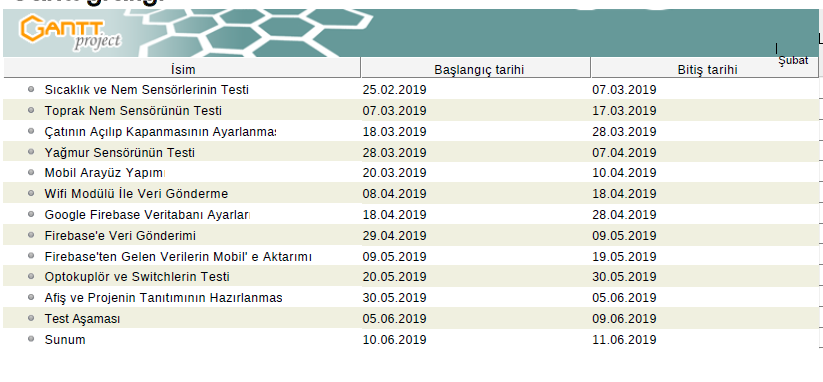 GANTT
project
Şubat
İsim Başlangıç tarihi Bitiş tarihi
Sıcaklık ve Nem Sensörlerinin Testi 25.02.2019 07.03.2019
Toprak Nem Sensörünün Testi 07.03.2019 17.03.2019
Çatının Açılıp Kapanmasının Ayarlanmas 18.03.2019 28.03.2019
Yağmur Sensörünün Testi 28.03.2019 07.04.2019
Mobil Arayüz Yapım 20.03.2019 10.04.2019
Wifi Modülü İle Veri Gönderme 08.04.2019 18.04.2019
Google Firebase Veritabanı Ayarları 18.04.2019 28.04.2019
Firebase'e Veri Gönderimi 29.04.2019 09.05.2019
Firebase'ten Gelen Verilerin Mobil' e Aktarımı 09.05.2019 19.05.2019
Optokuplör ve Switchlerin Testi 20.05.2019 30.05.2019
Afiş ve Projenin Tanıtımının Hazırlanmas 30.05.2019 05.06.2019
Test Aşaması 05.06.2019 09.06.2019
Sunum 10.06.2019 11.06.2019